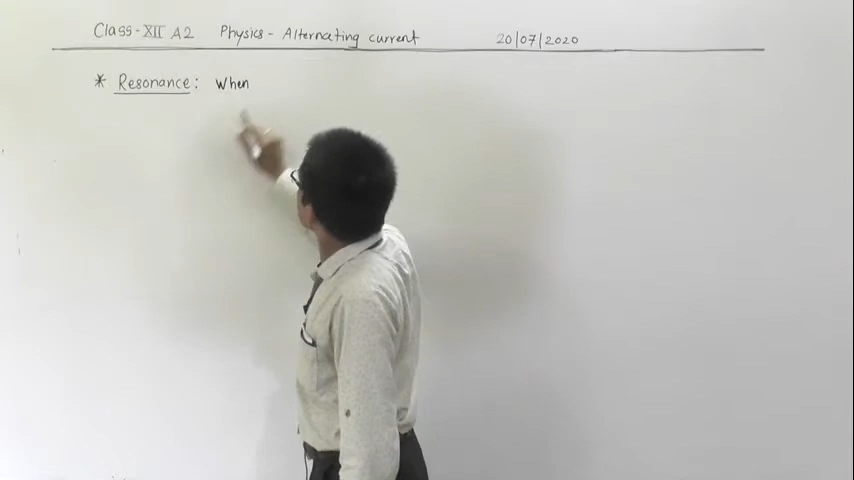 Class-XII A2 Physics - Alternating current 20/07/2020
* Resonance: When